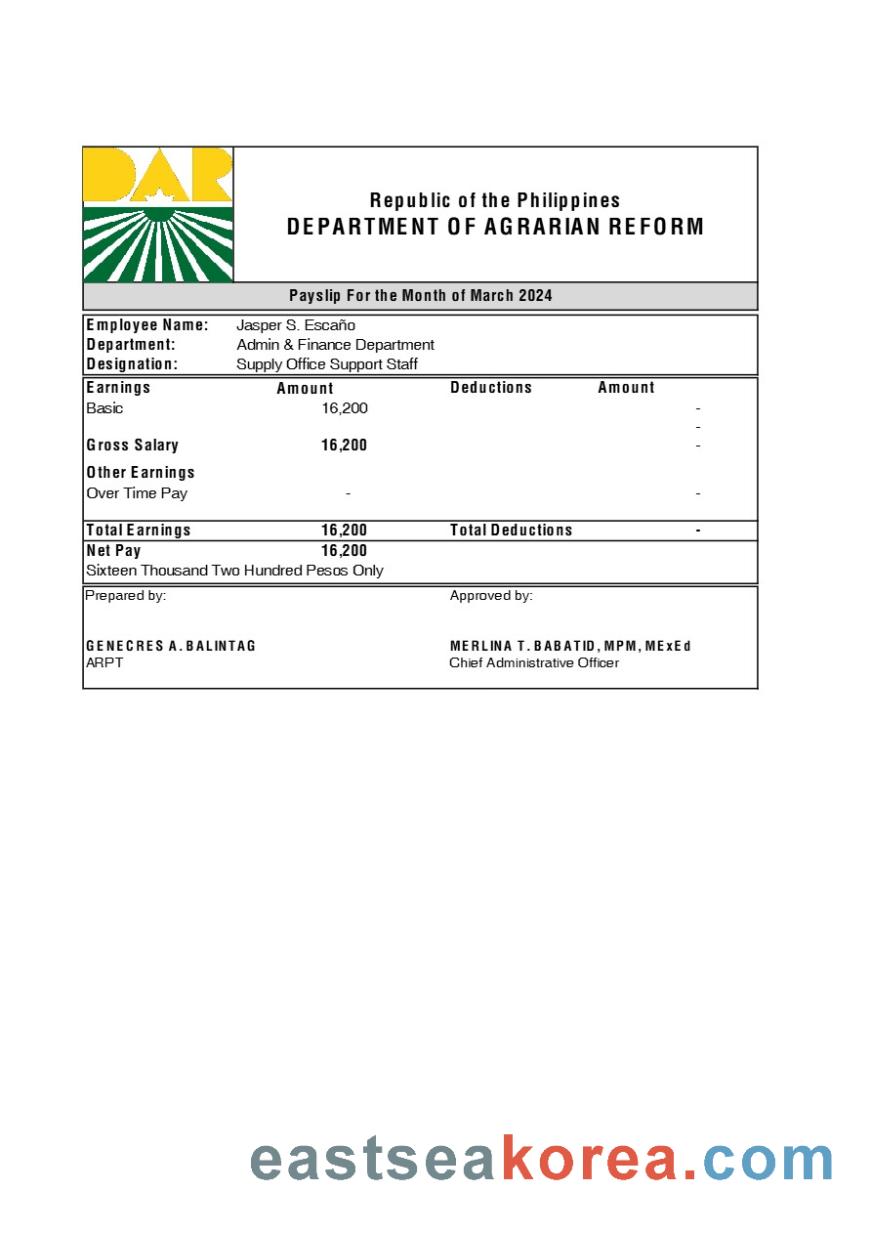 DAR
Republic of the Philippines
DEPARTMENT OF AGRARIAN REFORM
Payslip For the Month of March 2024
Employee Name: Jasper S. Escaño
Department: Admin & Finance Department
Designation: Supply Office Support Staff
Earnings Amount Deductions Amount
Basic 16,200 -
-
Gross Salary 16,200 -
Other Earnings
Over Time Pay - -
Total Earnings 16,200 Total Deductions -
Net Pay 16,200
Sixteen Thousand Two Hundred Pesos Only
Prepared by: Approved by:
GENECRES A. BALINTAG MERLINA T. BABATID, MPM, MExEd
ARPT Chief Administrative Officer
eastseakorea.com